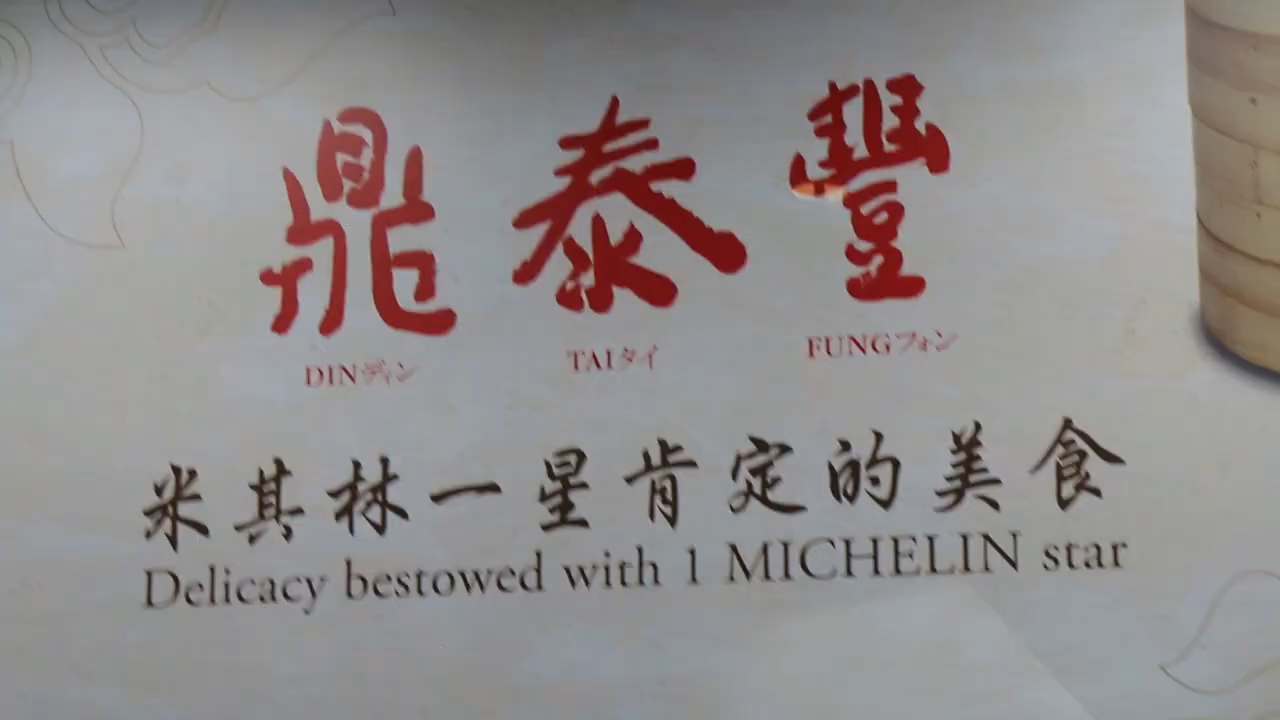 鼎泰豐
DINディン TAIタイ FUNGフォン
米其林一星肯定的美食
Delicacy bestowed with 1 MICHELIN star